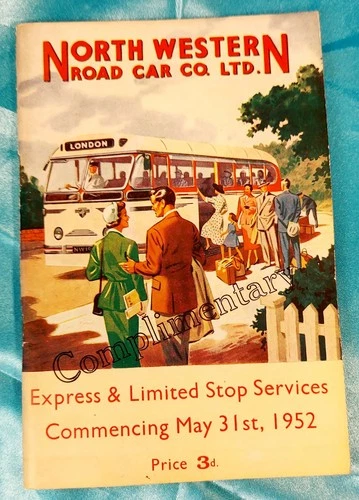 NORTH WESTERN
ROAD CAR CO. LTD.
LONDON
Complimentary
Express & Limited Stop Services
Commencing May 31st, 1952
Price 3d.